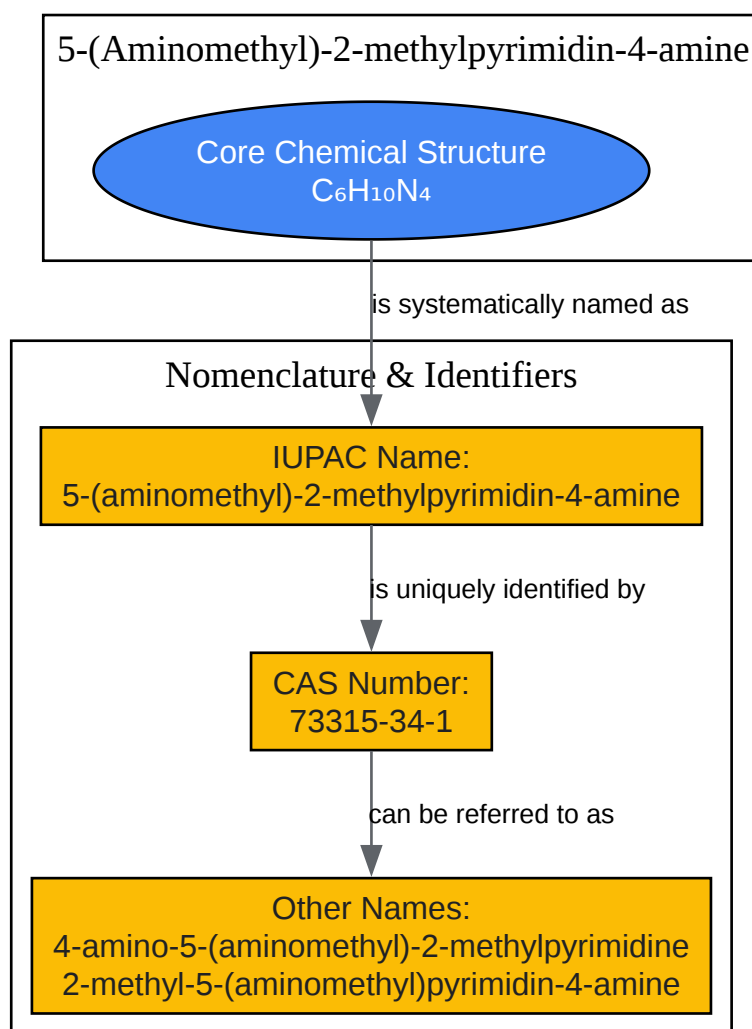 5-(Aminomethyl)-2-methylpyrimidin-4-amine
Core Chemical Structure
C₆H₁₀N₄
is systematically named as
Nomenclature & Identifiers
IUPAC Name:
5-(aminomethyl)-2-methylpyrimidin-4-amine
is uniquely identified by
CAS Number:
73315-34-1
can be referred to as
Other Names:
4-amino-5-(aminomethyl)-2-methylpyrimidine
2-methyl-5-(aminomethyl)pyrimidin-4-amine